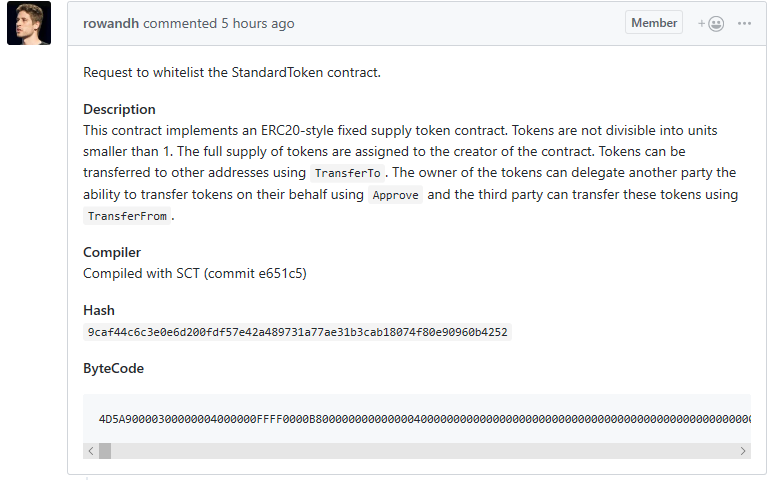 rowandh commented 5 hours ago
Member
Request to whitelist the StandardToken contract.
Description
This contract implements an ERC20-style fixed supply token contract. Tokens are not divisible into units
smaller than 1. The full supply of tokens are assigned to the creator of the contract. Tokens can be
transferred to other addresses using TransferTo. The owner of the tokens can delegate another party the
ability to transfer tokens on their behalf using Approve and the third party can transfer these tokens using
TransferFrom.
Compiler
Compiled with SCT (commit e651c5)
Hash
9caf44c6c3e0e6d200fdf57e42a489731a77ae31b3cab18074f80e90960b4252
ByteCode